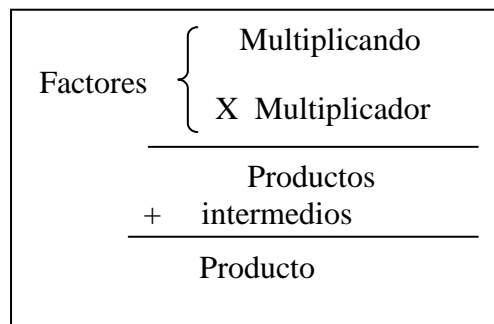 Multiplicando
Factores
X Multiplicador
Productos
+ intermedios
Producto